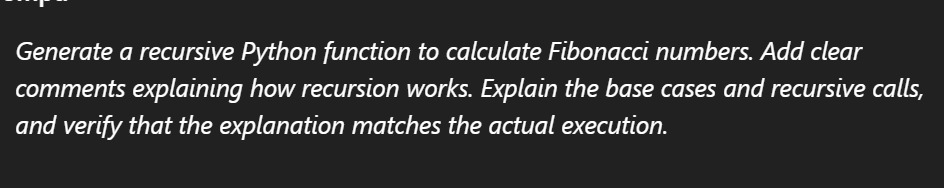 Generate a recursive Python function to calculate Fibonacci numbers. Add clear
comments explaining how recursion works. Explain the base cases and recursive calls,
and verify that the explanation matches the actual execution.